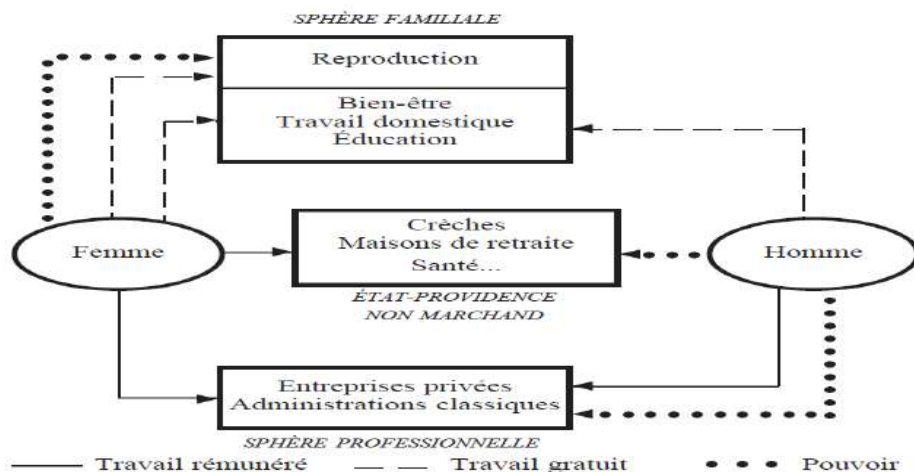 SPHÈRE FAMILIALE
Reproduction
Bien-être
Travail domestique
Éducation
Femme
Crèches
Maisons de retraite
Santé...
Homme
ÉTAT-PROVIDENCE
NON MARCHAND
Entreprises privées
Administrations classiques
SPHÈRE PROFESSIONNELLE
Travail rémunéré
Travail gratuit
Pouvoir